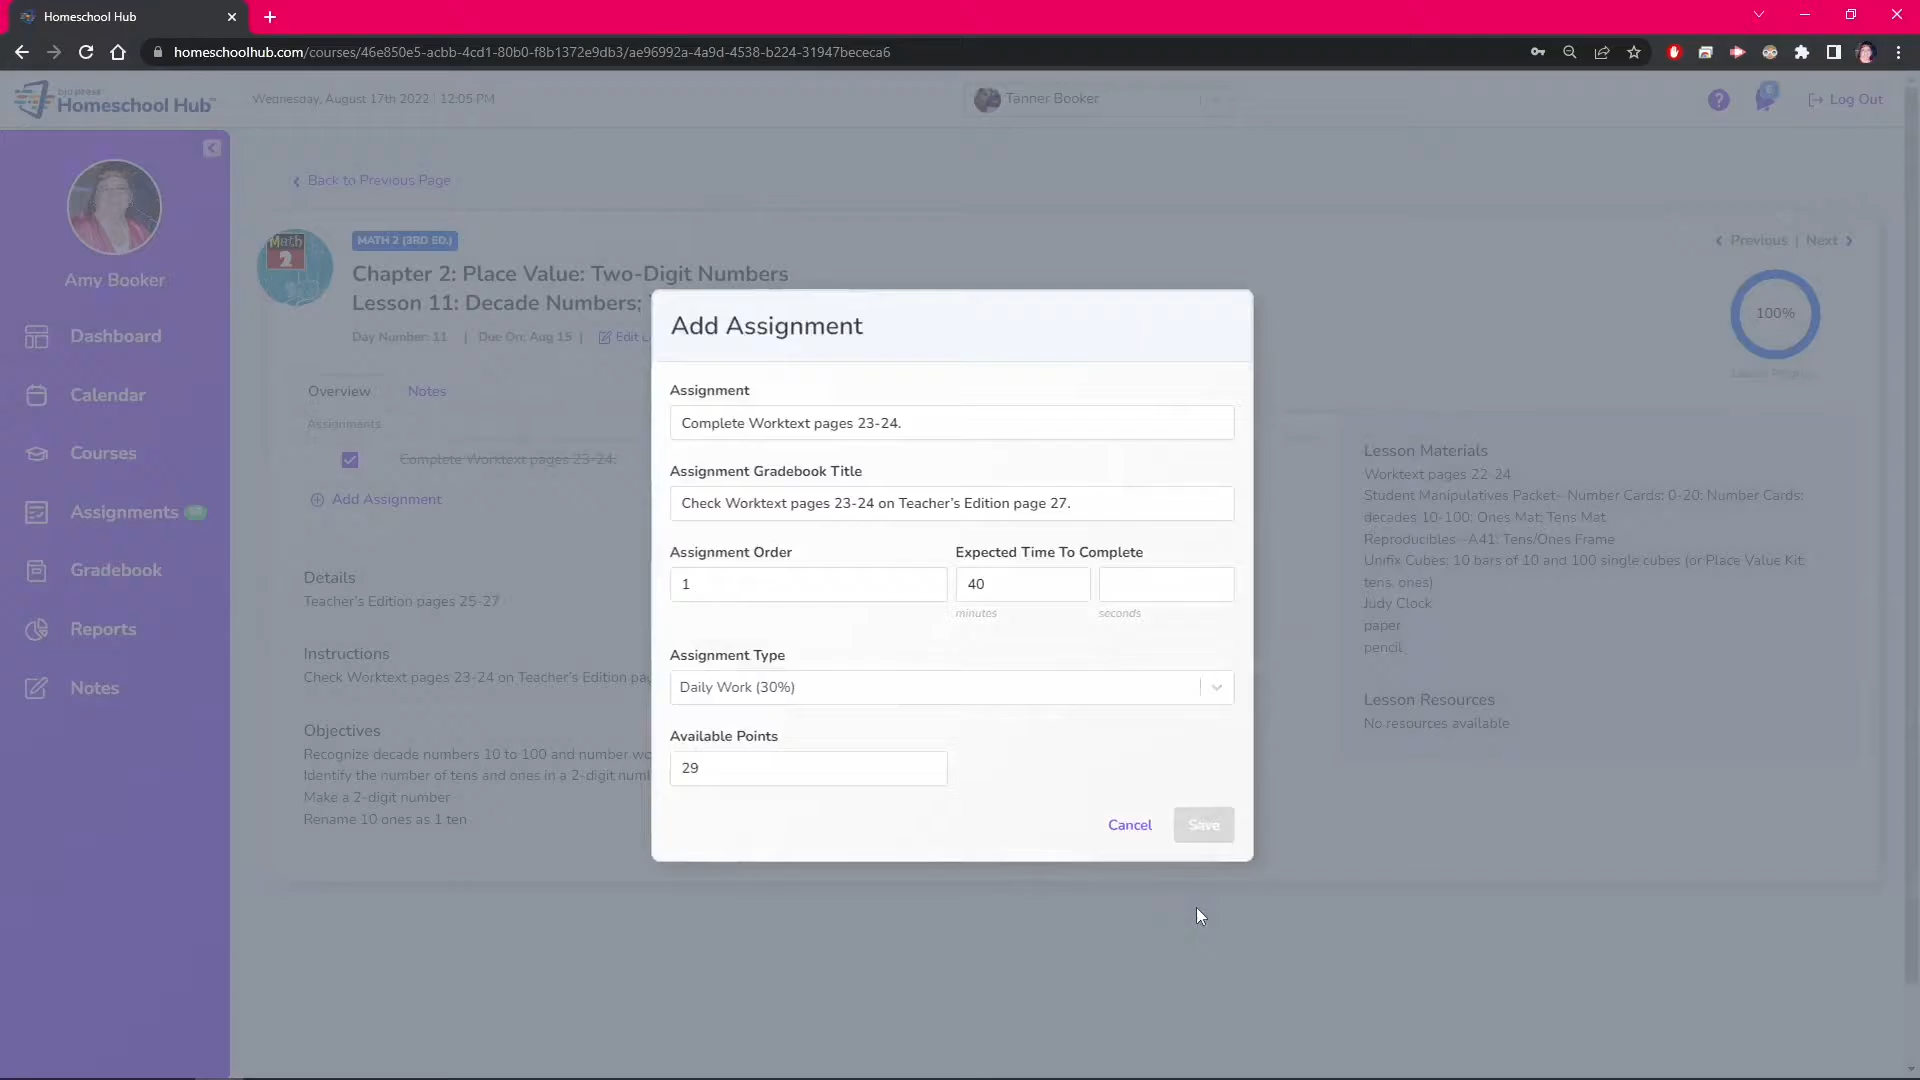 Homeschool Hub
homeschoolhub.com/courses/46e850e5-acbb-4cd1-80b0-f8b1372e9db3/ae96992a-4a9d-4538-b224-31947bececa6
bju press
Homeschool Hub™
Wednesday, August 17th 2022 | 12:05 PM
Tanner Booker
?
6
Log Out
Amy Booker
Dashboard
Calendar
Courses
Assignments
Gradebook
Reports
Notes
Back to Previous Page
Math
2
MATH 2 (3RD ED.)
Chapter 2: Place Value: Two-Digit Numbers
Lesson 11: Decade Numbers;
Day Number: 11 | Due On: Aug 15 | Edit L
Previous | Next
100%
Lesson Progress
Overview
Notes
Assignments
Complete Worktext pages 23-24.
Add Assignment
Details
Teacher's Edition pages 25-27
Instructions
Check Worktext pages 23-24 on Teacher's Edition pa
Objectives
Recognize decade numbers 10 to 100 and number wo
Identify the number of tens and ones in a 2-digit numl
Make a 2-digit number
Rename 10 ones as 1 ten
Add Assignment
Assignment
Complete Worktext pages 23-24.
Assignment Gradebook Title
Check Worktext pages 23-24 on Teacher's Edition page 27.
Assignment Order
Expected Time To Complete
1
40
minutes
seconds
Assignment Type
Daily Work (30%)
Available Points
29
Cancel
Save
Lesson Materials
Worktext pages 22-24
Student Manipulatives Packet--Number Cards: 0-20; Number Cards:
decades 10-100; Ones Mat; Tens Mat
Reproducibles--A41: Tens/Ones Frame
Unifix Cubes: 10 bars of 10 and 100 single cubes (or Place Value Kit:
tens, ones)
Judy Clock
paper
pencil
Lesson Resources
No resources available